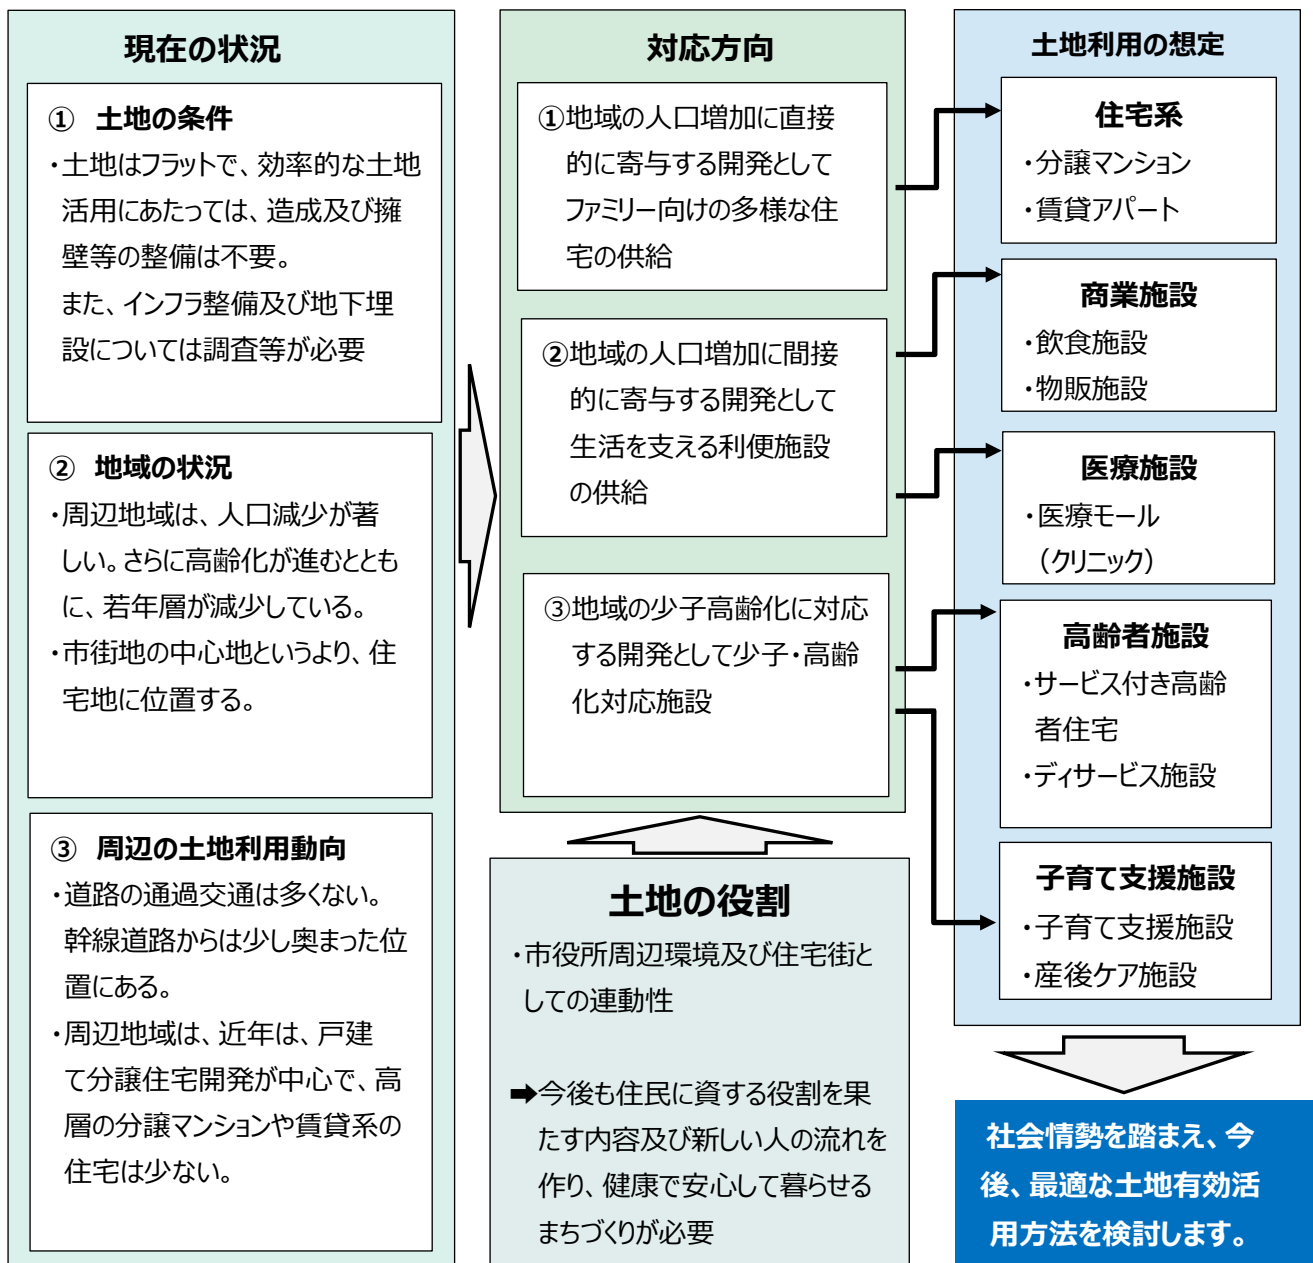 現在の状況
① 土地の条件
・土地はフラットで、効率的な土地
活用にあたっては、造成及び擁
壁等の整備は不要。
また、インフラ整備及び地下埋
設については調査等が必要
② 地域の状況
・周辺地域は、人口減少が著
しい。さらに高齢化が進むととも
に、若年層が減少している。
・市街地の中心地というより、住
宅地に位置する。
③ 周辺の土地利用動向
・道路の通過交通は多くない。
幹線道路からは少し奥まった位
置にある。
・周辺地域は、近年は、戸建
て分譲住宅開発が中心で、高
層の分譲マンションや賃貸系の
住宅は少ない。
対応方向
①地域の人口増加に直接
的に寄与する開発として
ファミリー向けの多様な住
宅の供給
②地域の人口増加に間接
的に寄与する開発として
生活を支える利便施設
の供給
③地域の少子高齢化に対応
する開発として少子・高齢
化対応施設
土地の役割
・市役所周辺環境及び住宅街と
しての連動性
➡今後も住民に資する役割を果
たす内容及び新しい人の流れを
作り、健康で安心して暮らせる
まちづくりが必要
土地利用の想定
住宅系
・分譲マンション
・賃貸アパート
商業施設
・飲食施設
・物販施設
医療施設
・医療モール
（クリニック）
高齢者施設
・サービス付き高齢
者住宅
・ディサービス施設
子育て支援施設
・子育て支援施設
・産後ケア施設
社会情勢を踏まえ、今
後、最適な土地有効活
用方法を検討します。